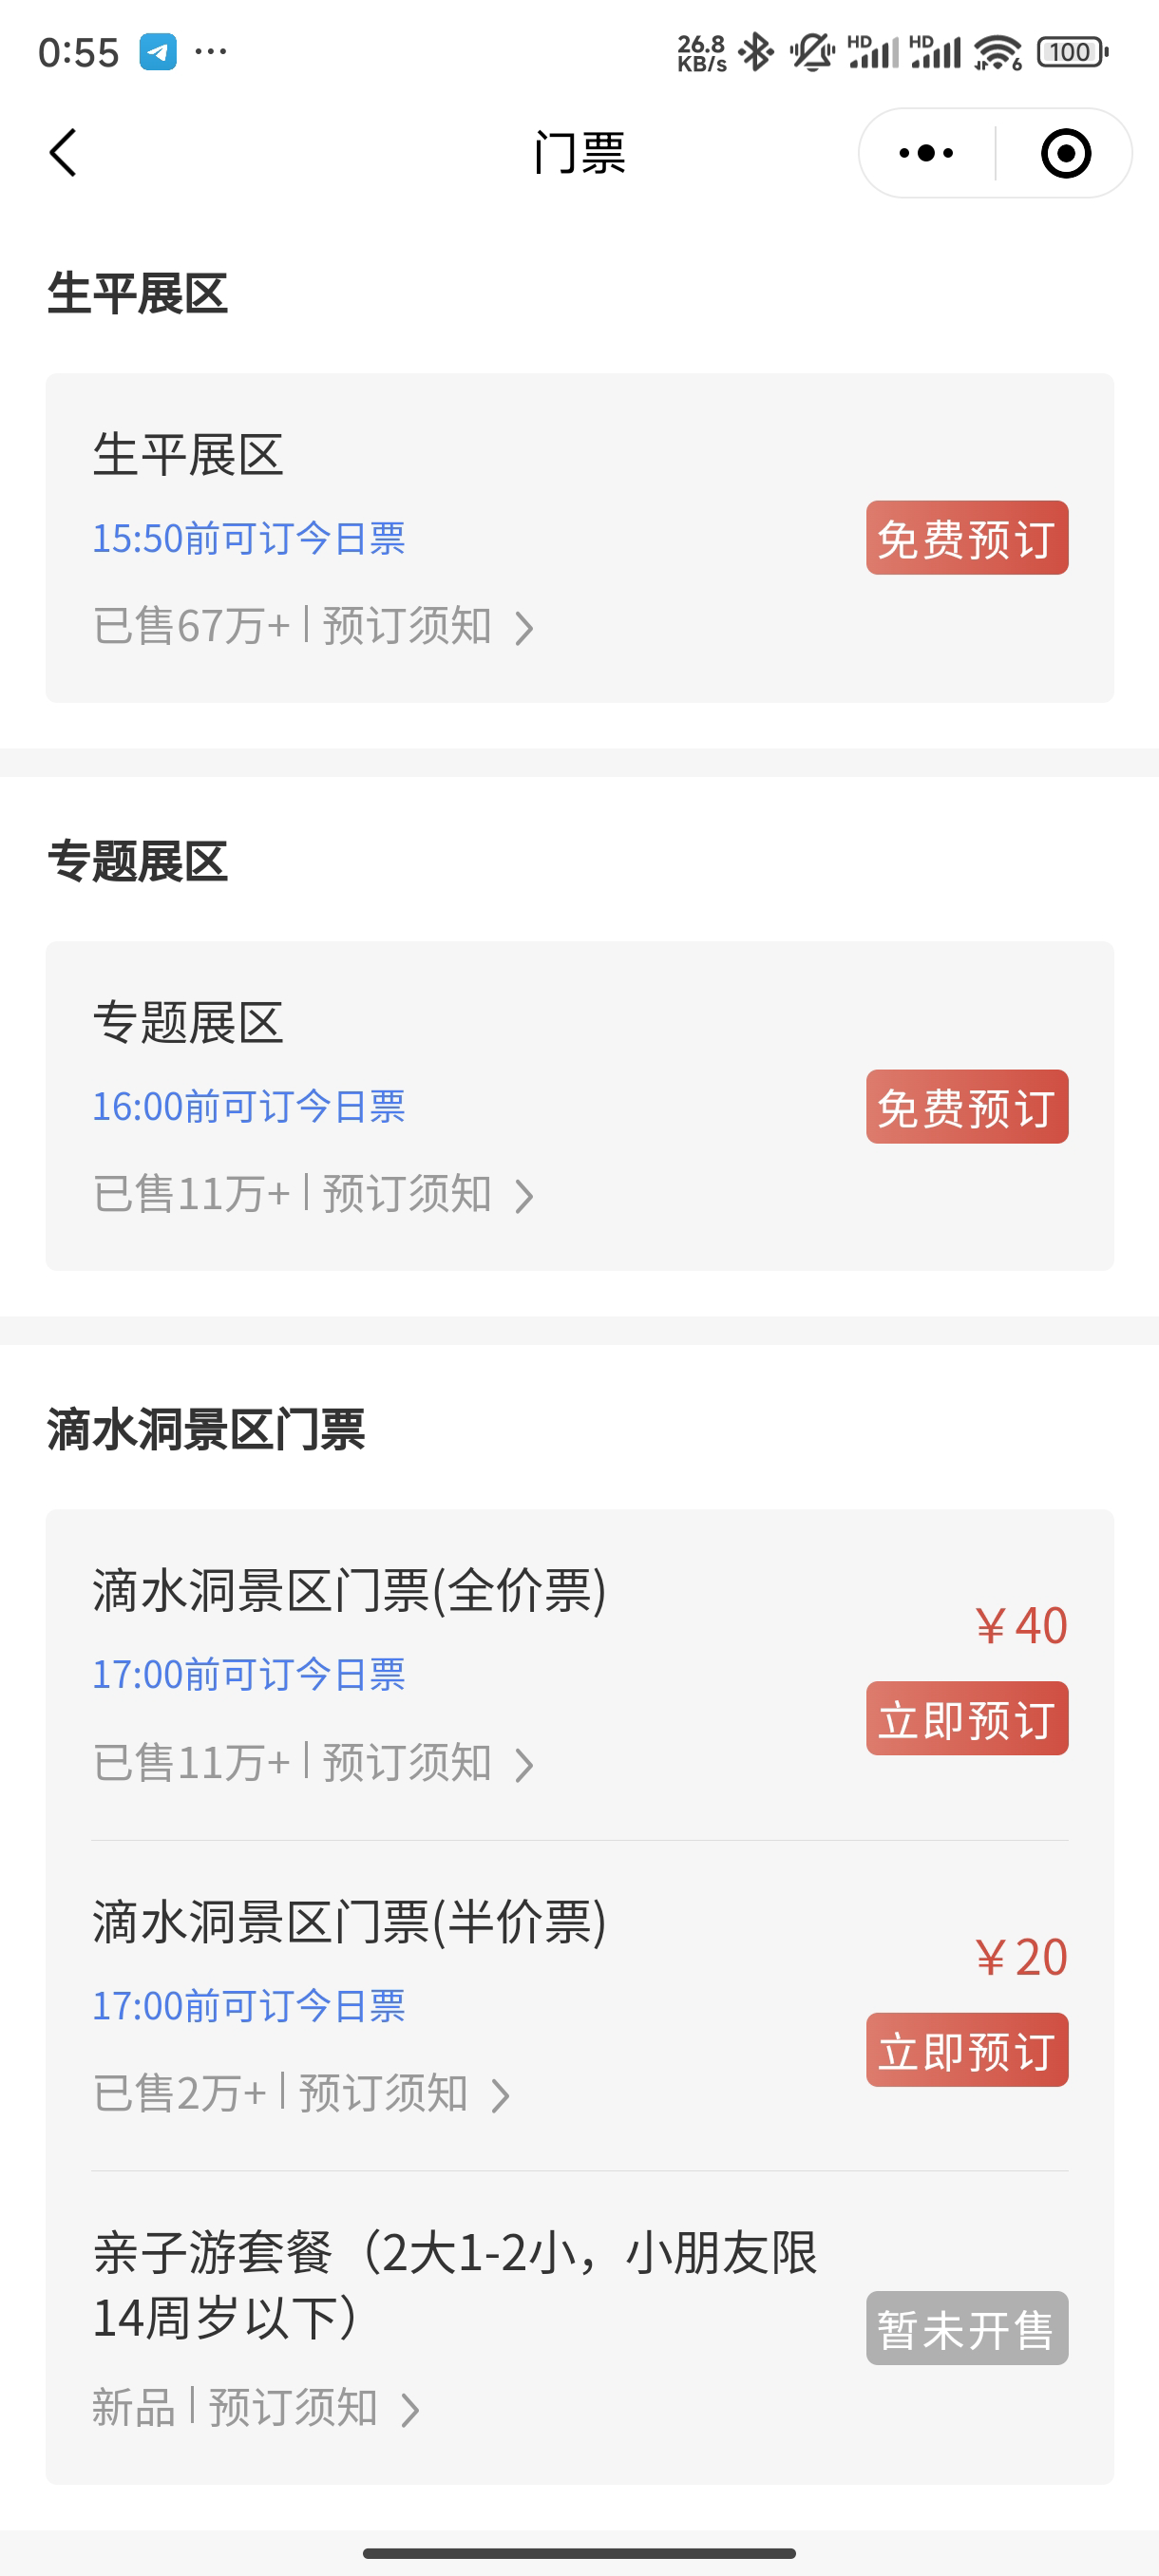 0:55
26.8
KB/s
HD
HD
6
100
门票
生平展区
生平展区
15:50前可订今日票
免费预订
已售67万+
预订须知
专题展区
专题展区
16:00前可订今日票
免费预订
已售11万+
预订须知
滴水洞景区门票
滴水洞景区门票(全价票)
¥40
17:00前可订今日票
立即预订
已售11万+
预订须知
滴水洞景区门票(半价票)
¥20
17:00前可订今日票
立即预订
已售2万+
预订须知
亲子游套餐（2大1-2小，小朋友限
14周岁以下）
暂未开售
新品
预订须知